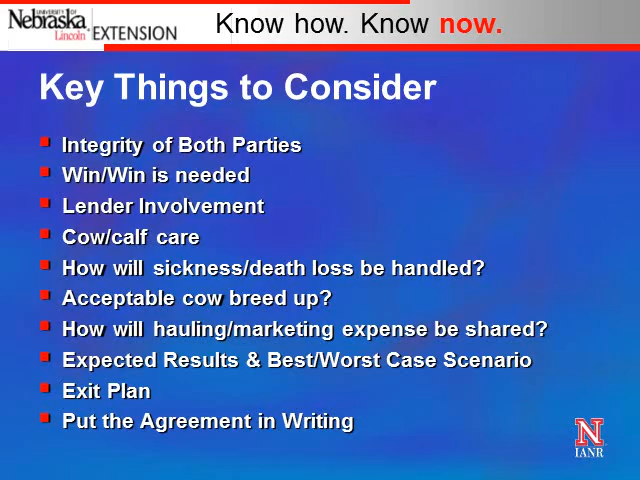 UNIVERSITY OF
Nebraska
Lincoln
EXTENSION
Know how. Know now.
Key Things to Consider
Integrity of Both Parties
Win/Win is needed
Lender Involvement
Cow/calf care
How will sickness/death loss be handled?
Acceptable cow breed up?
How will hauling/marketing expense be shared?
Expected Results & Best/Worst Case Scenario
Exit Plan
Put the Agreement in Writing
N
IANR